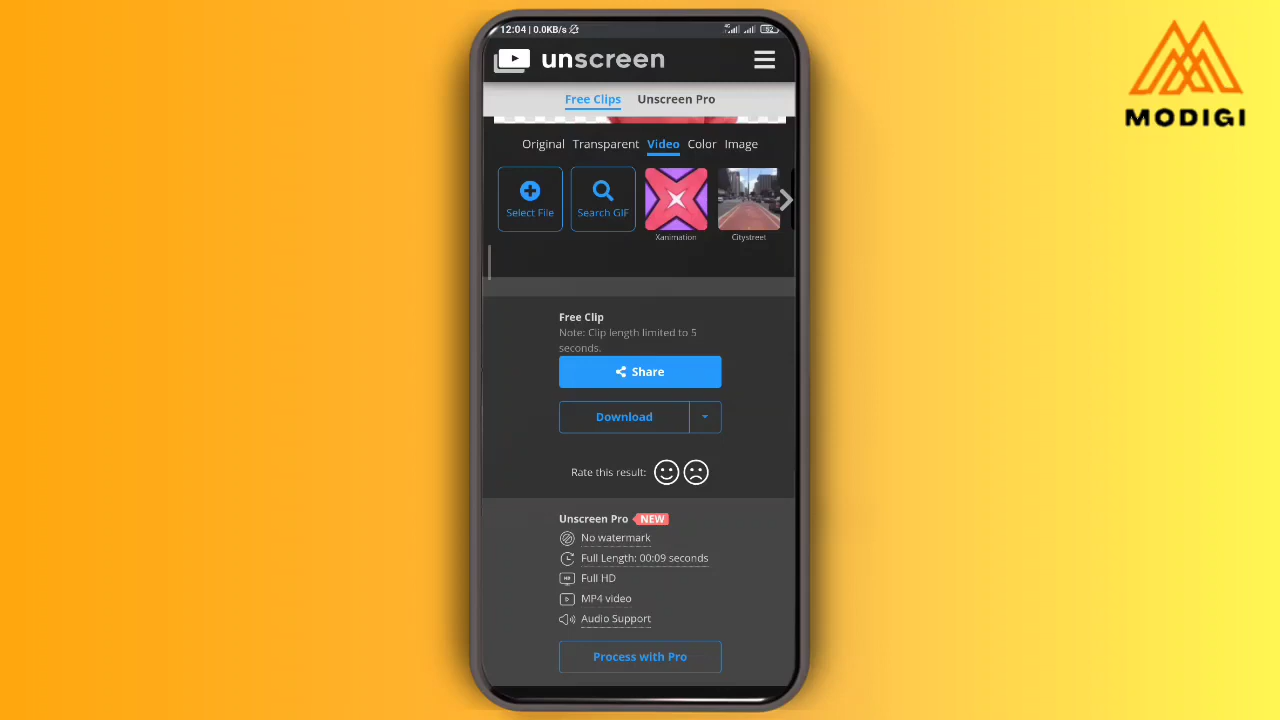 12:04 | 0.0KB/s
unscreen
MODIGI
Free Clips Unscreen Pro
Original Transparent Video Color Image
Select File Search GIF
Xanimation Citystreet
Free Clip
Note: Clip length limited to 5
seconds.
Share
Download
Rate this result:
Unscreen Pro NEW
No watermark
Full Length: 00:09 seconds
Full HD
MP4 video
Audio Support
Process with Pro